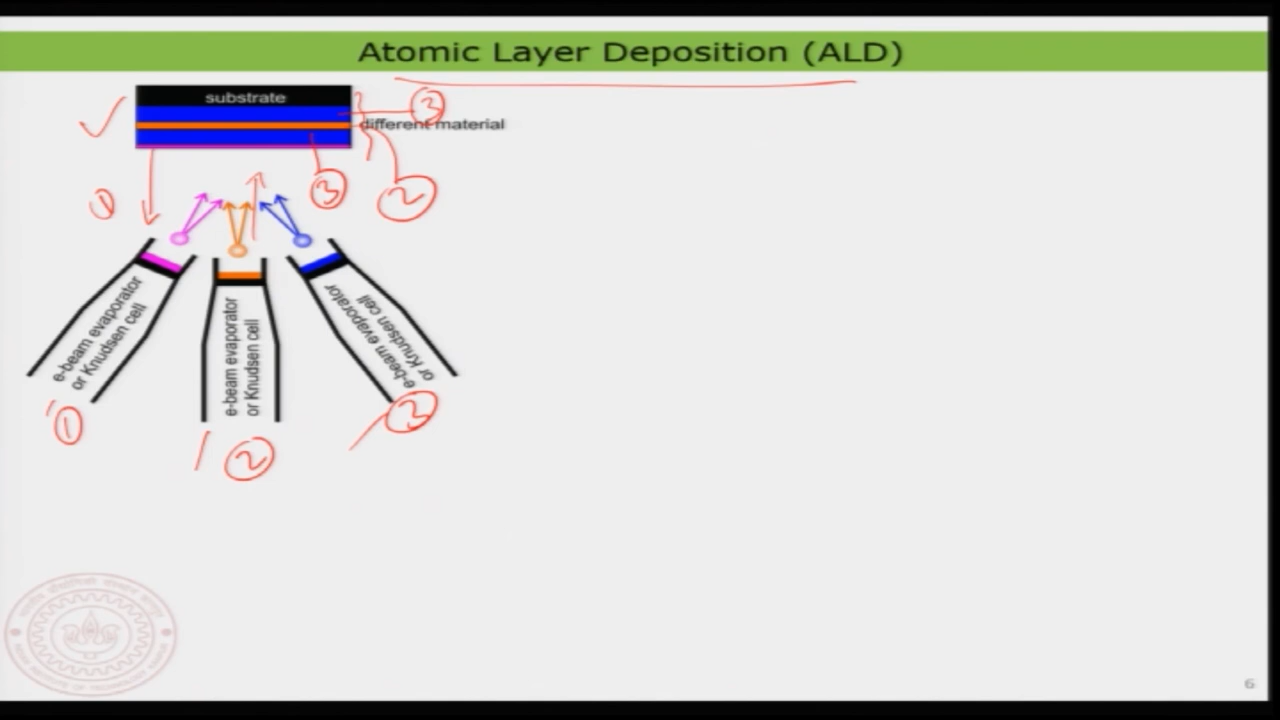 Atomic Layer Deposition (ALD)
substrate
3
different material
1
3
2
e-beam evaporator
or Knudsen cell
e-beam evaporator
or Knudsen cell
e-beam evaporator
or Knudsen cell
1
2
3
6